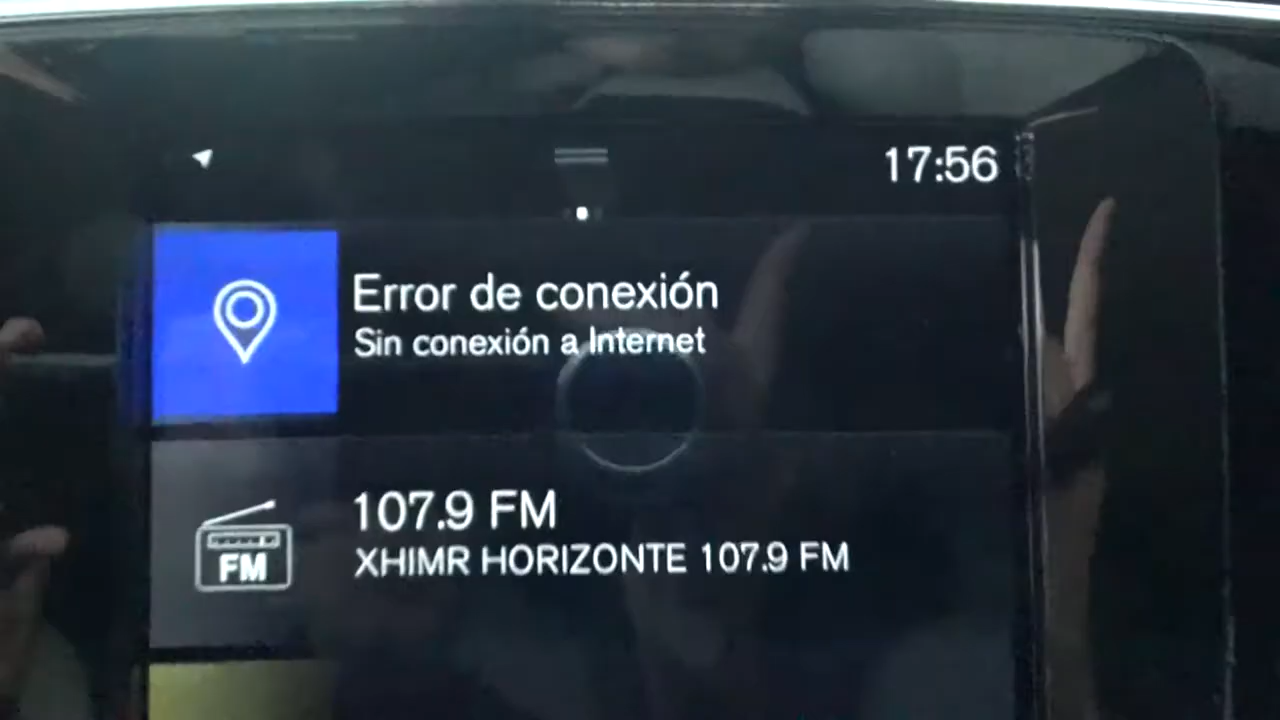 17:56
Error de conexión
Sin conexión a Internet
107.9 FM
XHIMR HORIZONTE 107.9 FM
FM